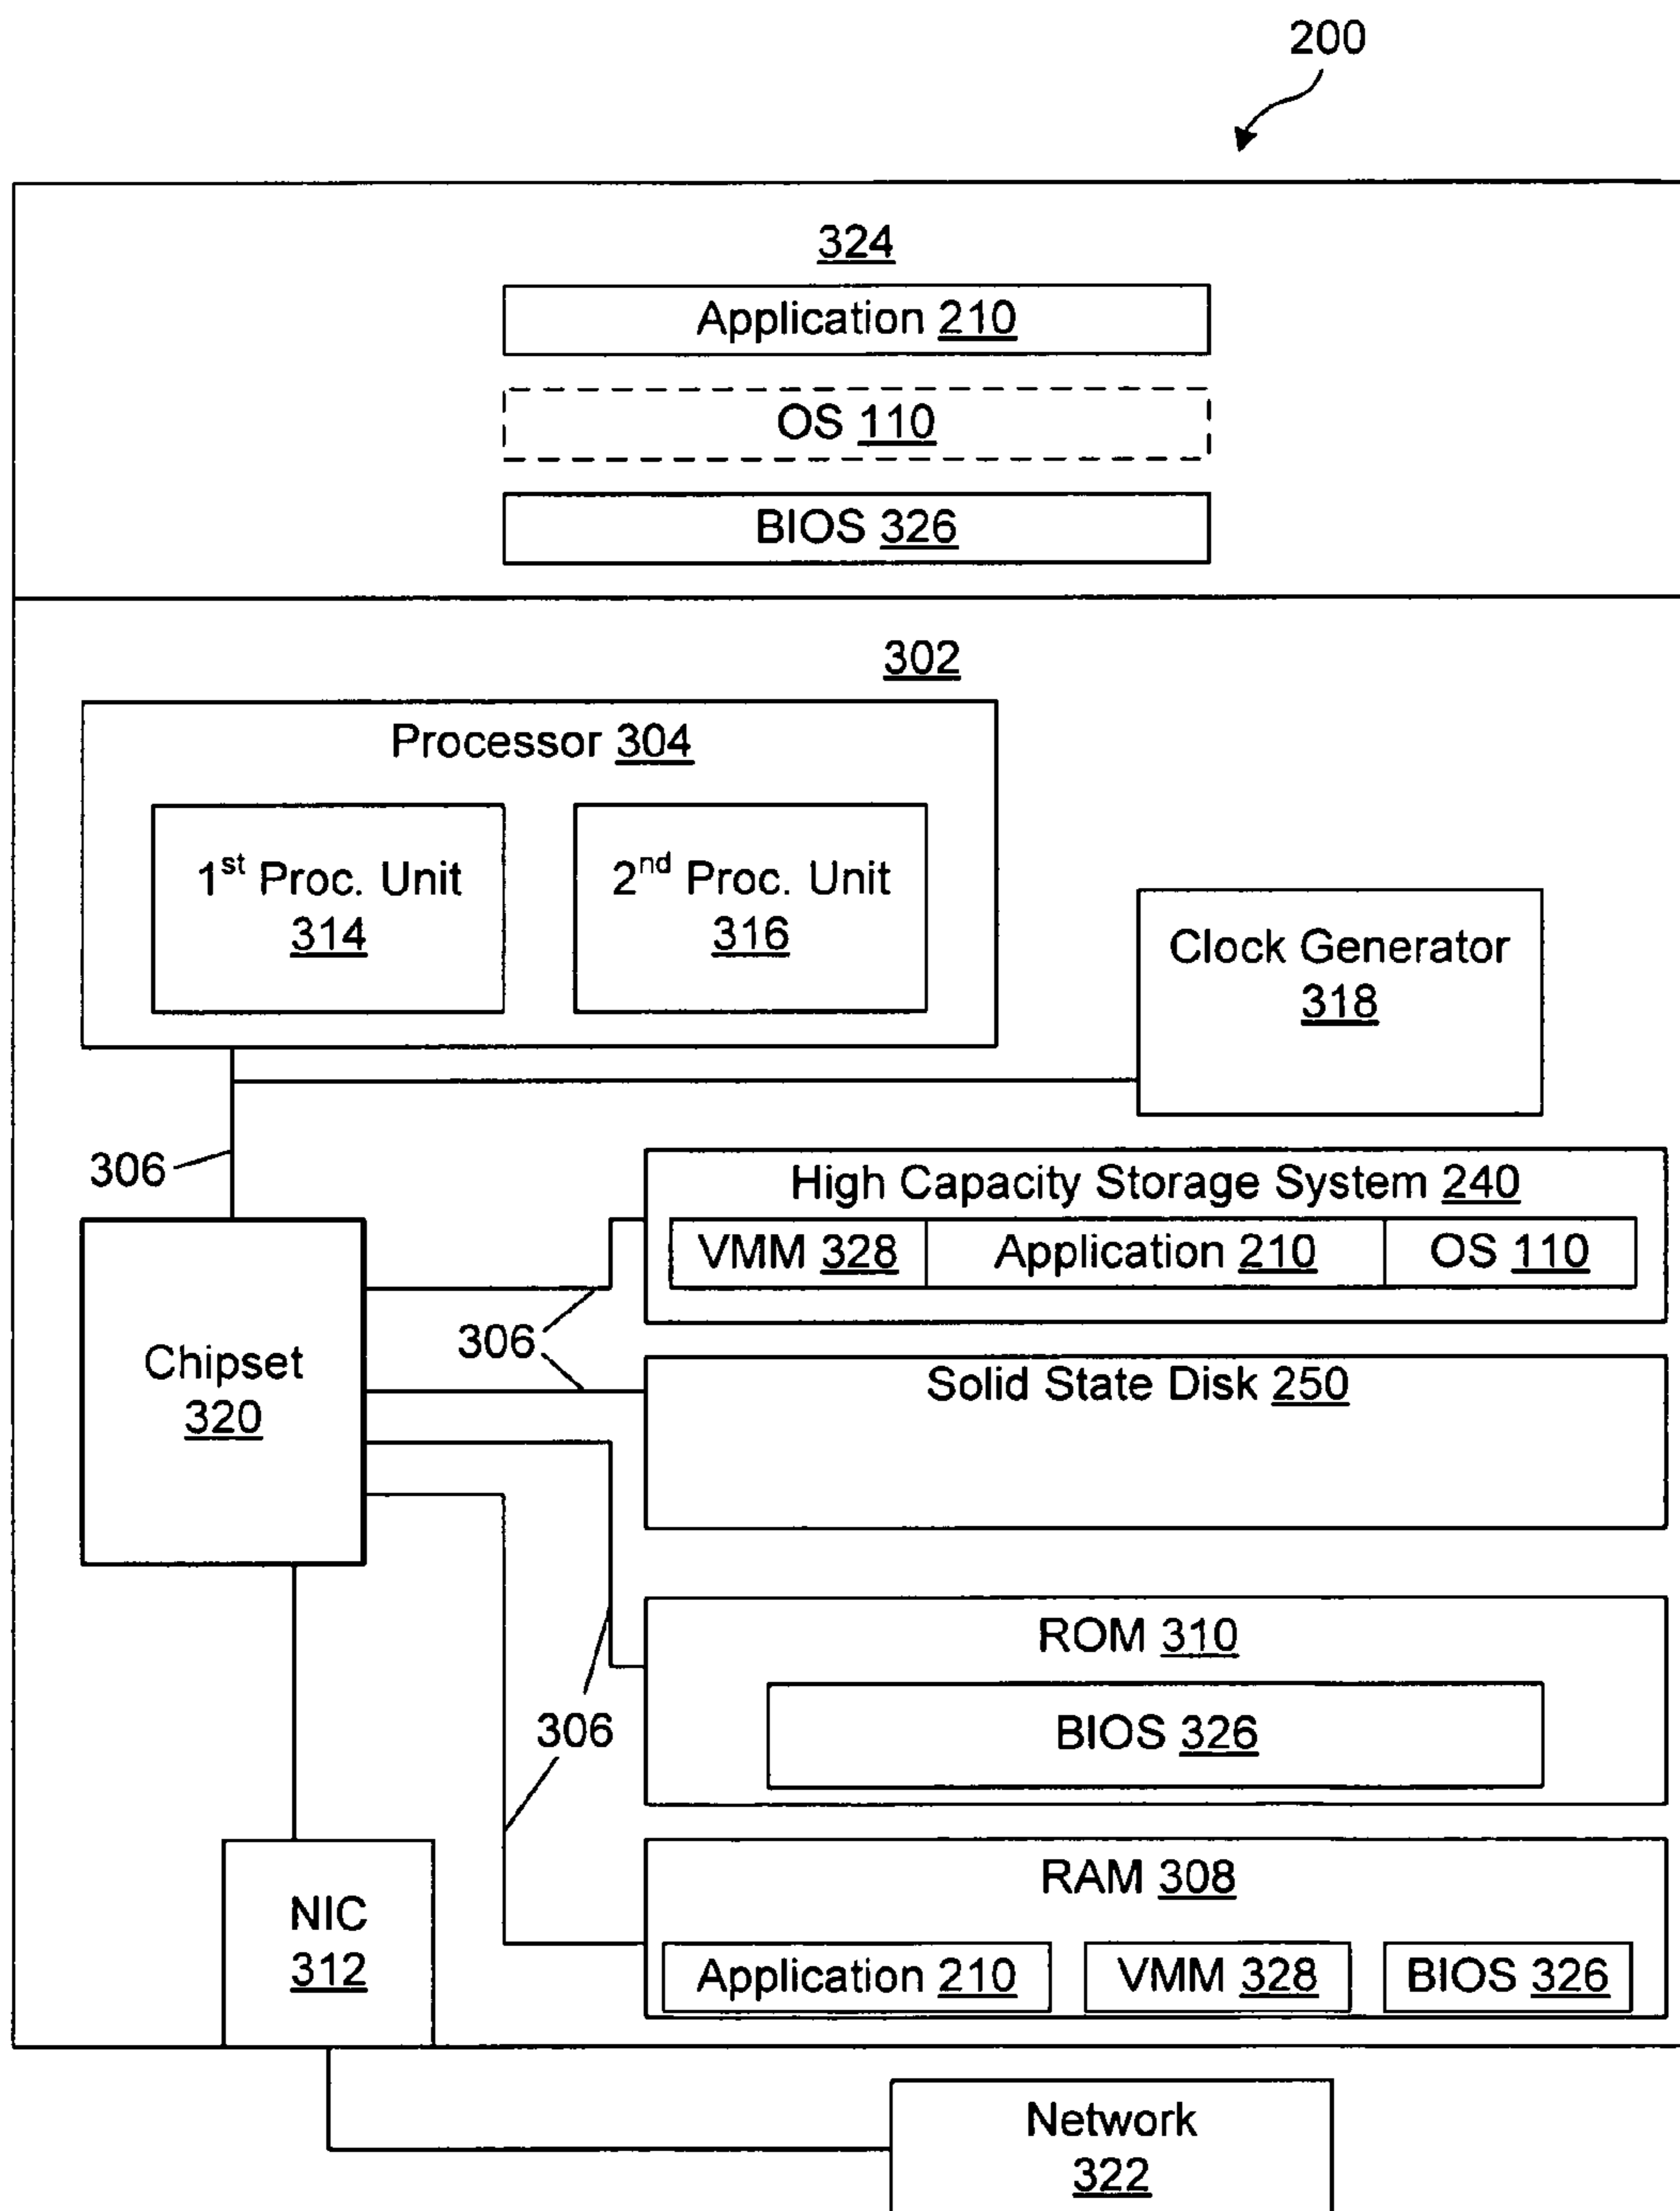 200
324
Application 210
OS 110
BIOS 326
302
Processor 304
1st Proc. Unit
314
2nd Proc. Unit
316
Clock Generator
318
306
High Capacity Storage System 240
VMM 328
Application 210
OS 110
306
Chipset
320
Solid State Disk 250
ROM 310
BIOS 326
306
RAM 308
Application 210
VMM 328
BIOS 326
NIC
312
Network
322